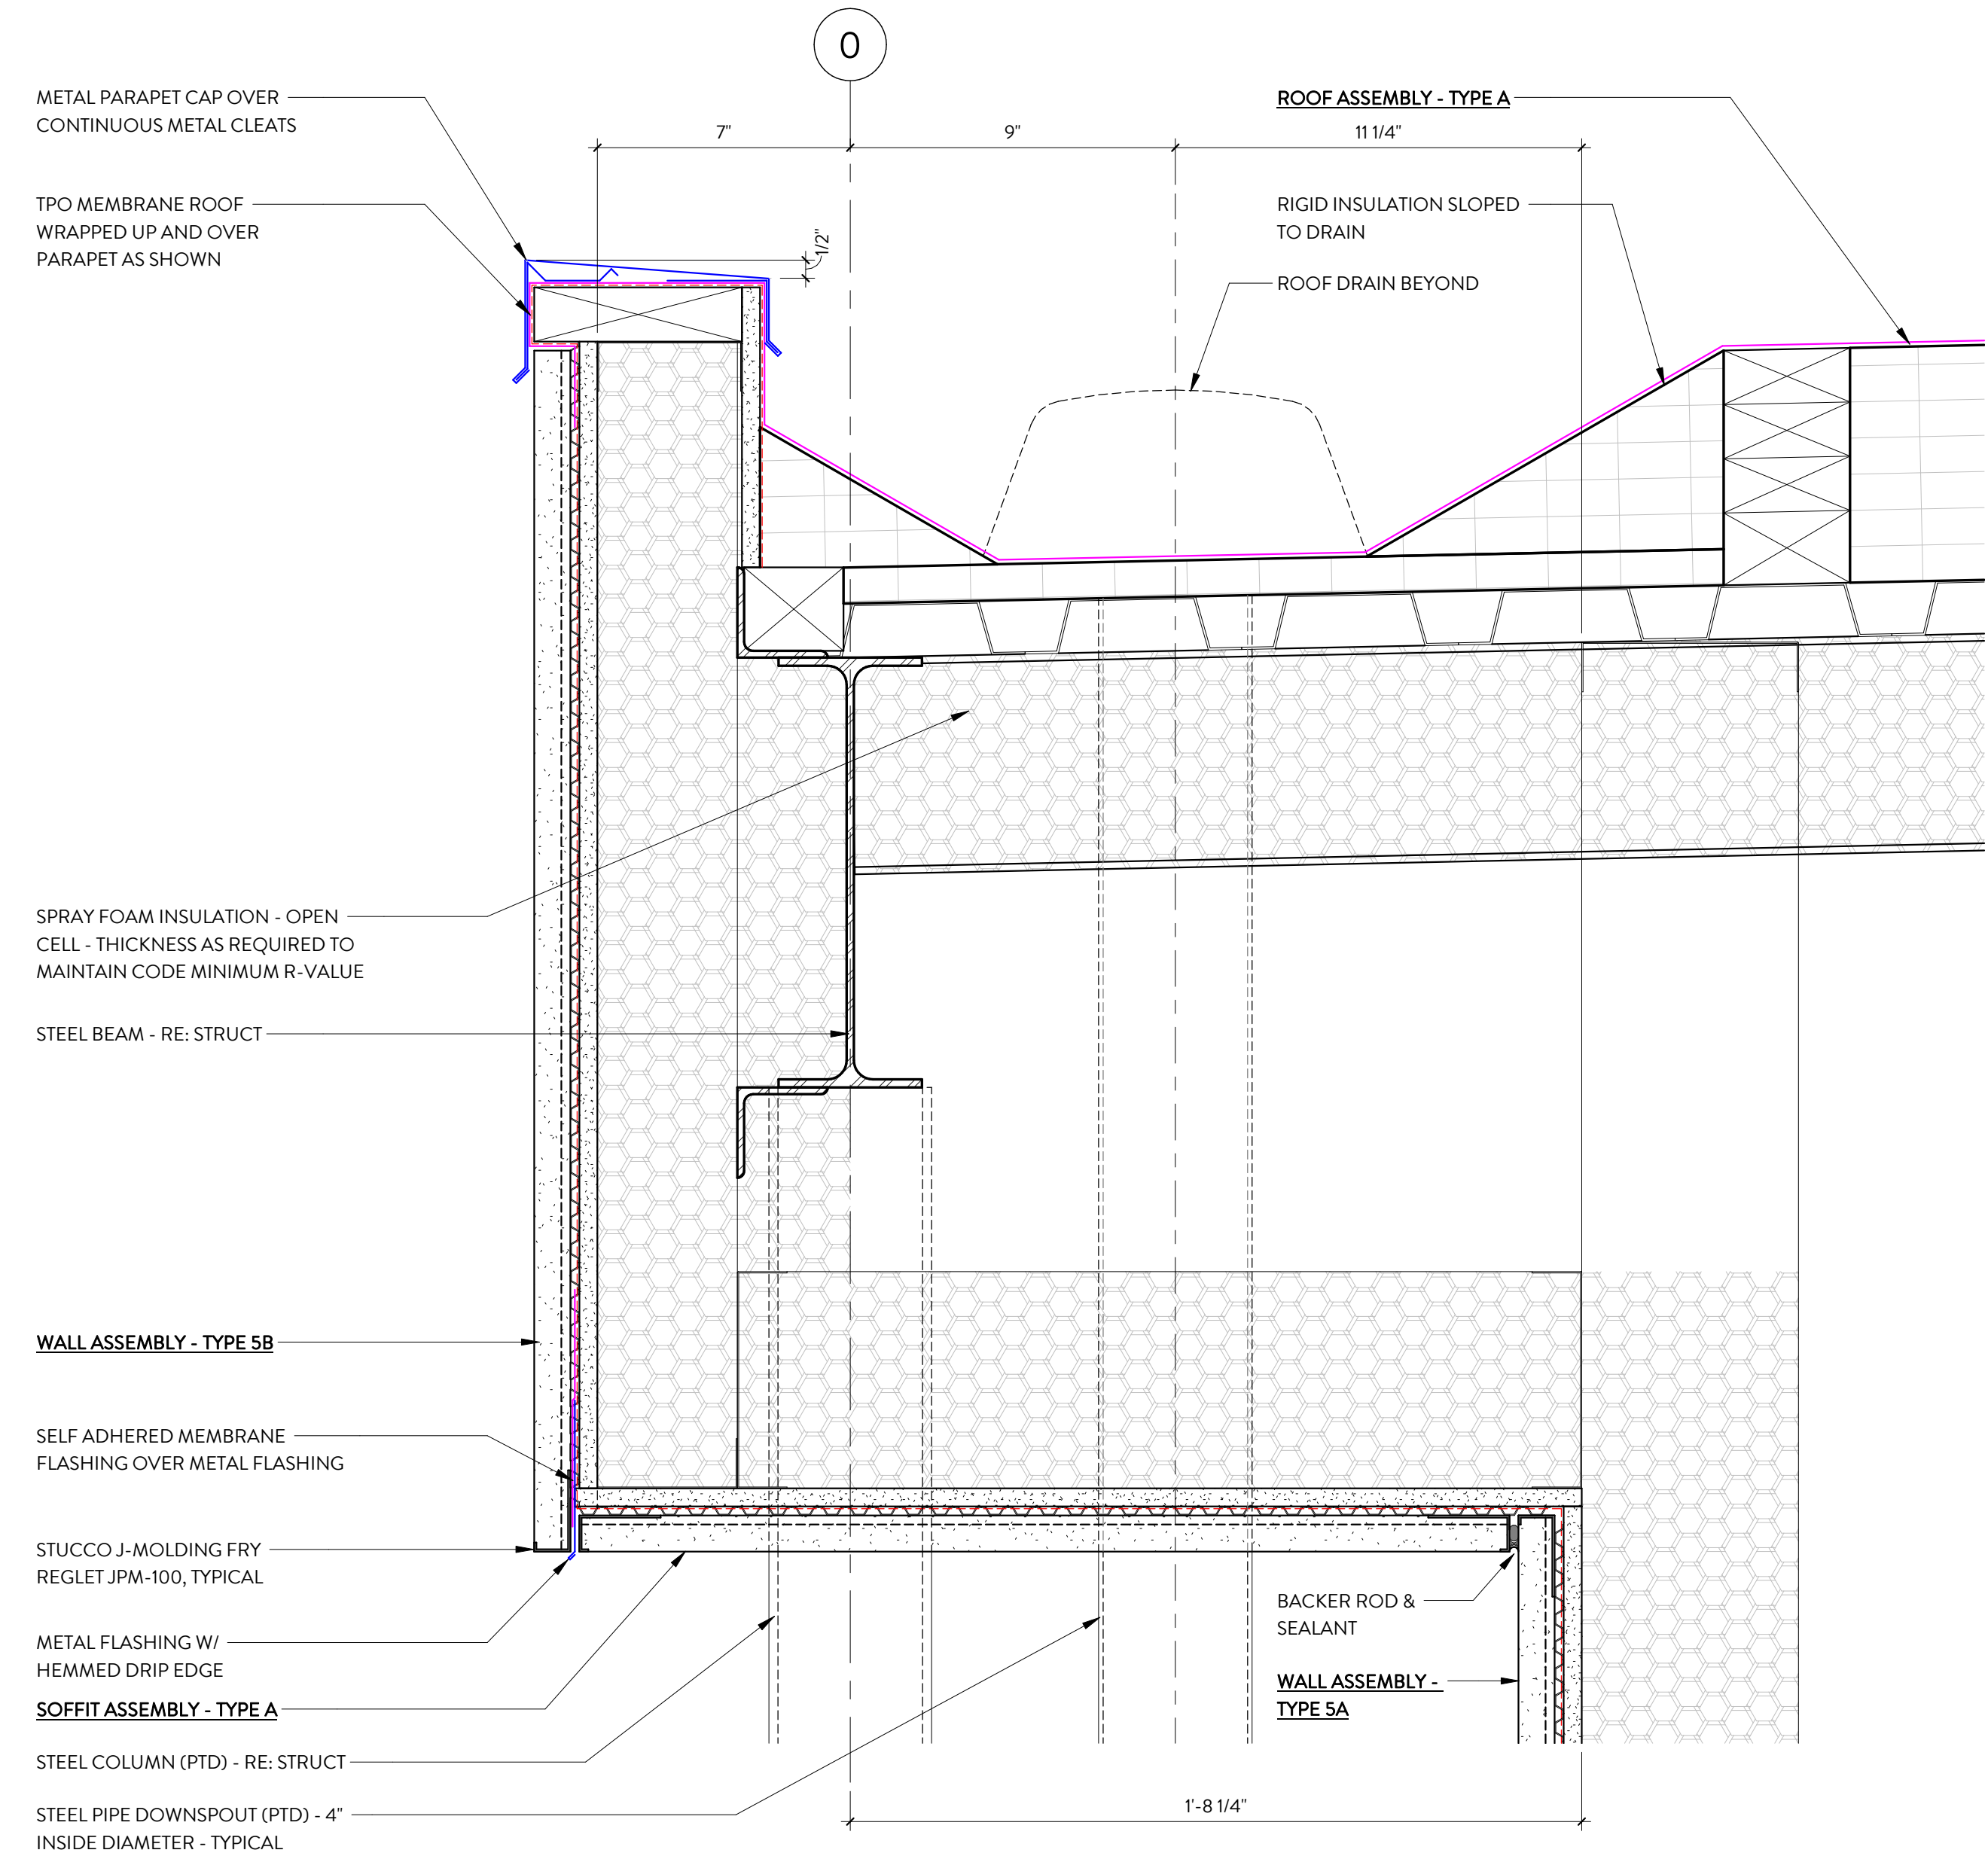 0
METAL PARAPET CAP OVER
CONTINUOUS METAL CLEATS
ROOF ASSEMBLY - TYPE A
7"
9"
11 1/4"
TPO MEMBRANE ROOF
WRAPPED UP AND OVER
PARAPET AS SHOWN
1/2"
RIGID INSULATION SLOPED
TO DRAIN
ROOF DRAIN BEYOND
SPRAY FOAM INSULATION - OPEN
CELL - THICKNESS AS REQUIRED TO
MAINTAIN CODE MINIMUM R-VALUE
STEEL BEAM - RE: STRUCT
WALL ASSEMBLY - TYPE 5B
SELF ADHERED MEMBRANE
FLASHING OVER METAL FLASHING
STUCCO J-MOLDING FRY
REGLET JPM-100, TYPICAL
METAL FLASHING W/
HEMMED DRIP EDGE
SOFFIT ASSEMBLY - TYPE A
STEEL COLUMN (PTD) - RE: STRUCT
STEEL PIPE DOWNSPOUT (PTD) - 4"
INSIDE DIAMETER - TYPICAL
BACKER ROD &
SEALANT
WALL ASSEMBLY -
TYPE 5A
1'-8 1/4"